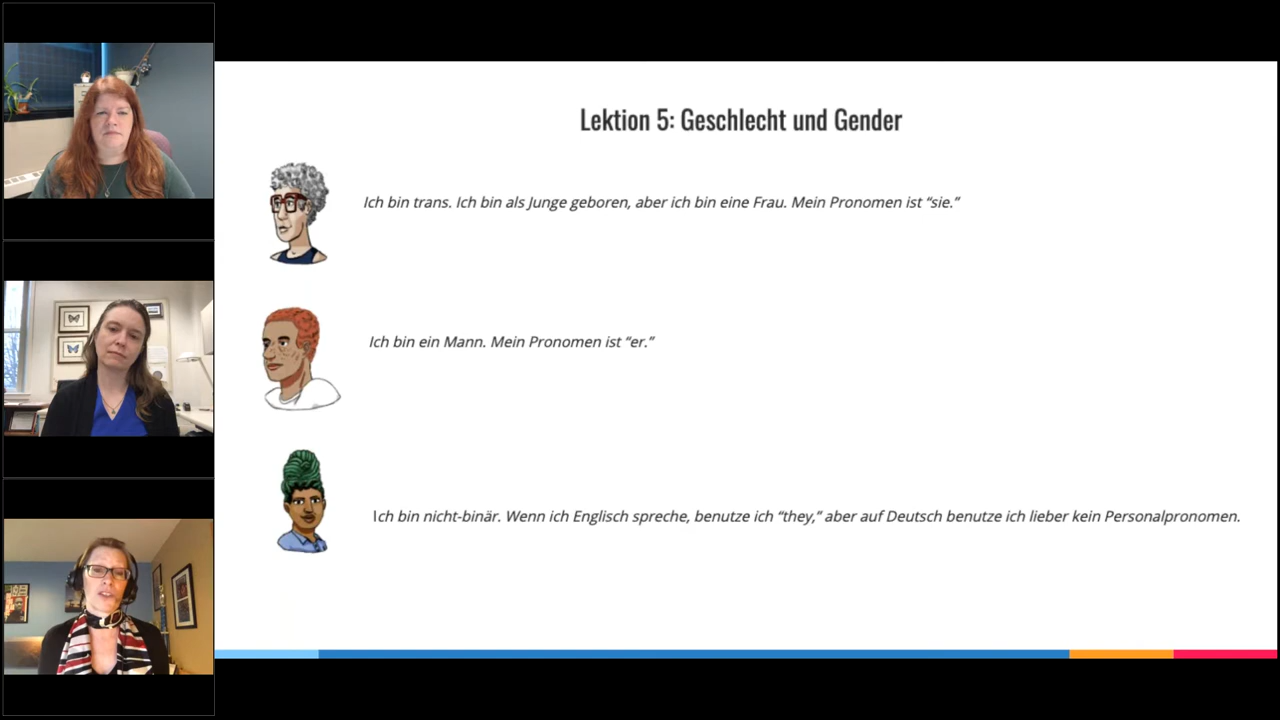 Lektion 5: Geschlecht und Gender
Ich bin trans. Ich bin als Junge geboren, aber ich bin eine Frau. Mein Pronomen ist “sie.”
Ich bin ein Mann. Mein Pronomen ist “er.”
Ich bin nicht-binär. Wenn ich Englisch spreche, benutze ich “they,” aber auf Deutsch benutze ich lieber kein Personalpronomen.